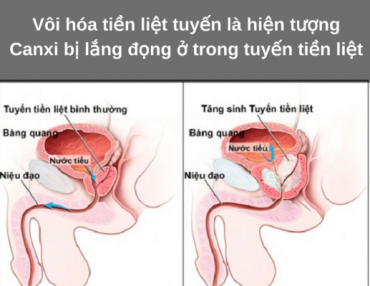 Vôi hóa tiền liệt tuyến là hiện tượng
Canxi bị lắng đọng ở trong tuyến tiền liệt
Tuyến tiền liệt bình thường
Bàng quang
Nước tiểu
Niệu đạo
Tăng sinh Tuyến tiền liệt
Bàng quang
Nước tiểu
Niệu đạo